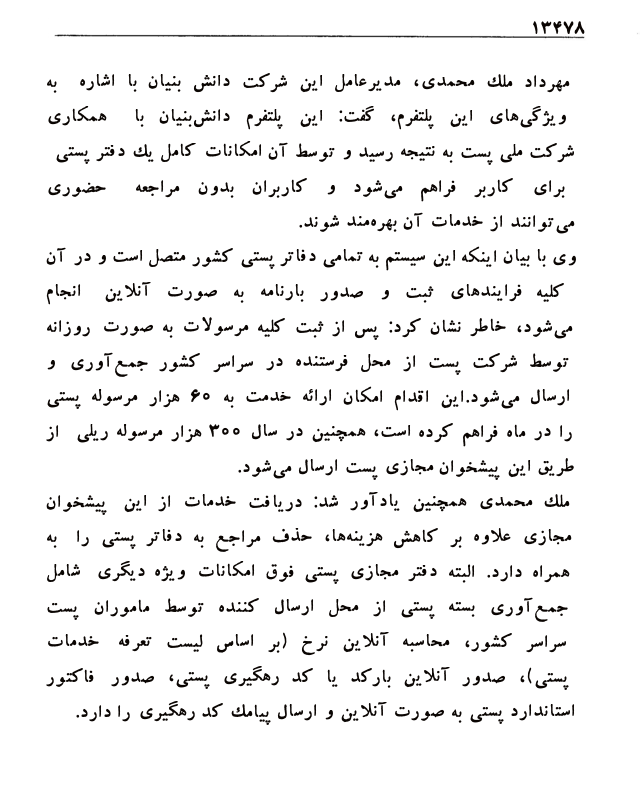 ۱۳۴۷۸
مهرداد ملك محمدی، مدیرعامل این شرکت دانش بنیان با اشاره به
ویژگی‌های این پلتفرم، گفت: این پلتفرم دانش‌بنیان با همکاری
شرکت ملی پست به نتیجه رسید و توسط آن امکانات کامل یك دفتر پستی
برای کاربر فراهم می‌شود و کاربران بدون مراجعه حضوری
می‌توانند از خدمات آن بهره‌مند شوند.
وی با بیان اینکه این سیستم به تمامی دفاتر پستی کشور متصل است و در آن
کلیه فرایندهای ثبت و صدور بارنامه به صورت آنلاین انجام
می‌شود، خاطر نشان کرد: پس از ثبت کلیه مرسولات به صورت روزانه
توسط شرکت پست از محل فرستنده در سراسر کشور جمع‌آوری و
ارسال می‌شود.این اقدام امکان ارائه خدمت به ۶۰ هزار مرسوله پستی
را در ماه فراهم کرده است، همچنین در سال ۳۰۰ هزار مرسوله ریلی از
طریق این پیشخوان مجازی پست ارسال می‌شود.
ملك محمدی همچنین یادآور شد: دریافت خدمات از این پیشخوان
مجازی علاوه بر کاهش هزینه‌ها، حذف مراجع به دفاتر پستی را به
همراه دارد. البته دفتر مجازی پستی فوق امکانات ویژه دیگری شامل
جمع‌آوری بسته پستی از محل ارسال کننده توسط ماموران پست
سراسر کشور، محاسبه آنلاین نرخ (بر اساس لیست تعرفه خدمات
پستی)، صدور آنلاین بارکد یا کد رهگیری پستی، صدور فاکتور
استاندارد پستی به صورت آنلاین و ارسال پیامك کد رهگیری را دارد.